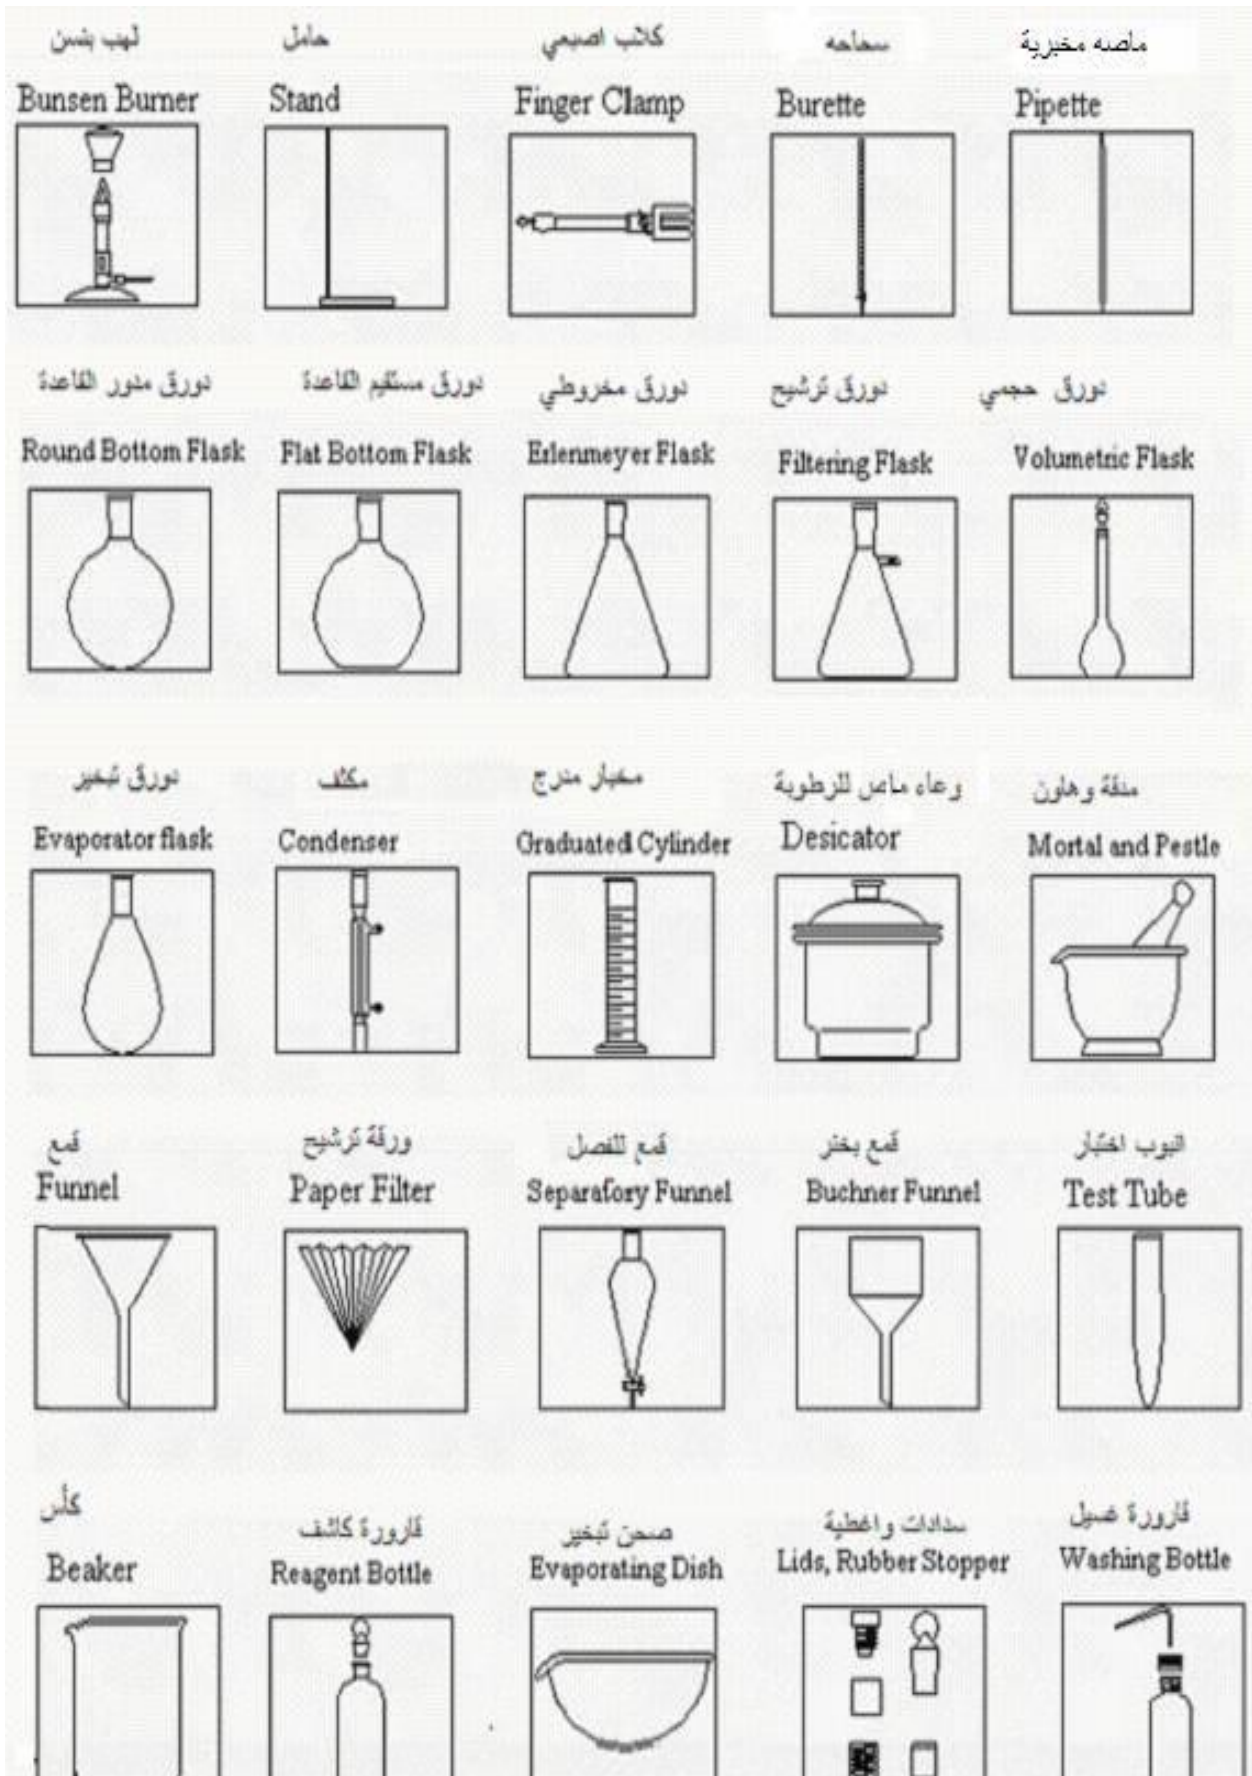 لهب بنسن
حامل
كلاب اصبعي
سحاحه
ماصه مخبرية
Bunsen Burner
Stand
Finger Clamp
Burette
Pipette
دورق مدور القاعدة
دورق مستقيم القاعدة
دورق مخروطي
دورق ترشيح
دورق حجمي
Round Bottom Flask
Flat Bottom Flask
Erlenmeyer Flask
Filtering Flask
Volumetric Flask
دورق تبخير
مكثف
مخبار مدرج
وعاء ماص للرطوبة
مدقة وهاون
Evaporator flask
Condenser
Graduated Cylinder
Desicator
Mortal and Pestle
قمع
ورقة ترشيح
قمع للفصل
قمع بخنر
انبوب اختبار
Funnel
Paper Filter
Separatory Funnel
Buchner Funnel
Test Tube
كأس
قارورة كاشف
صحن تبخير
سدادات واغطية
قارورة غسيل
Beaker
Reagent Bottle
Evaporating Dish
Lids, Rubber Stopper
Washing Bottle